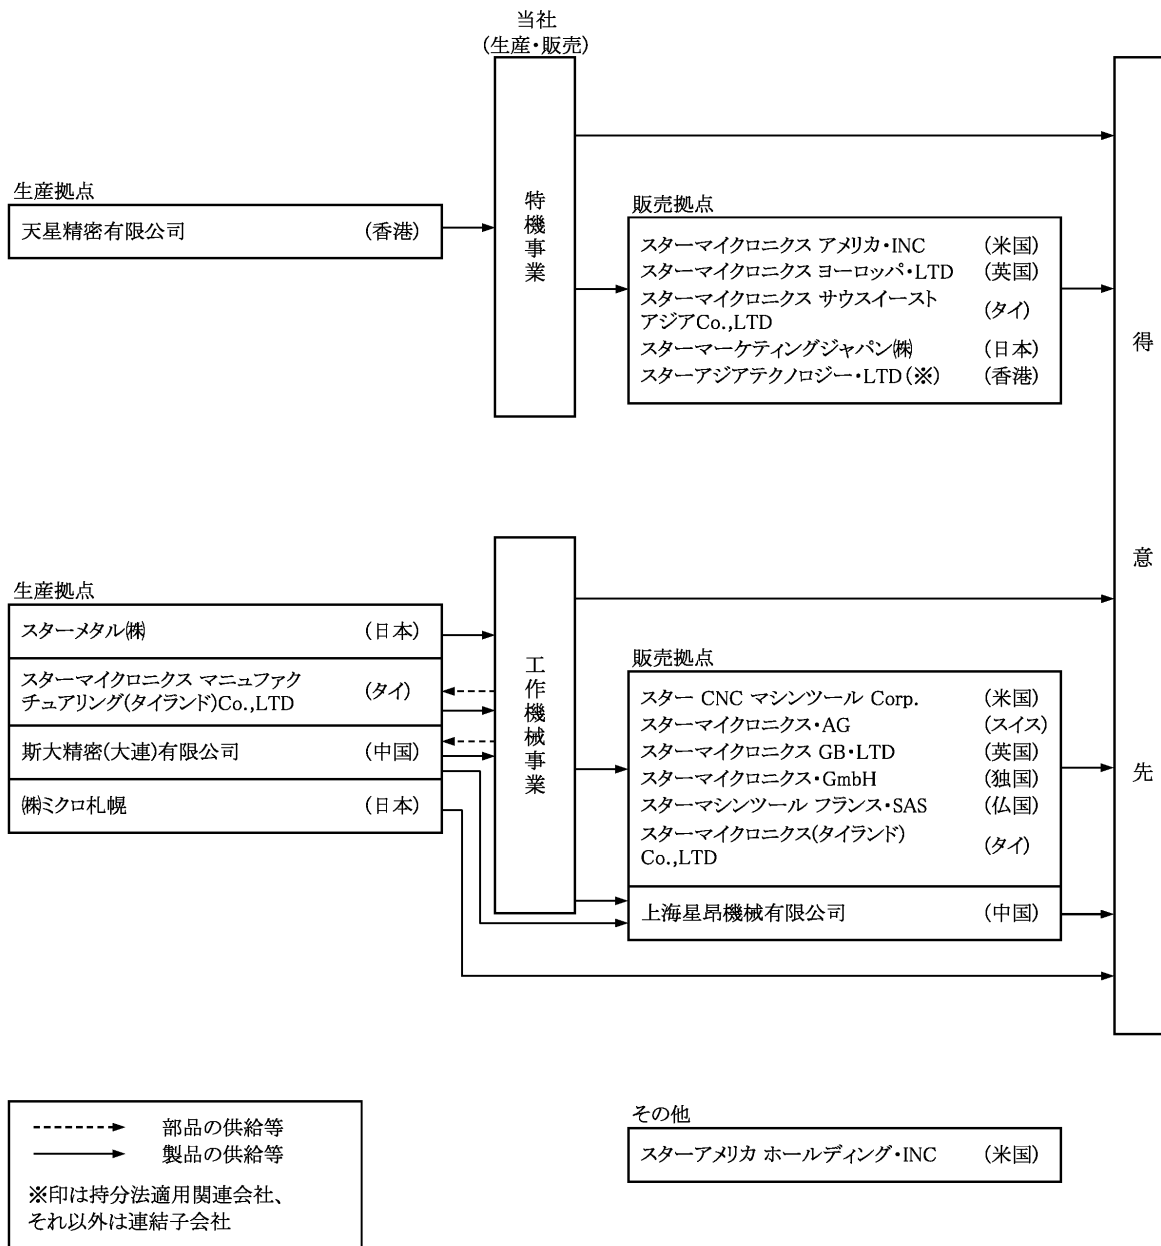 当社
(生産・販売)
特機事業
生産拠点
天星精密有限公司 (香港)
販売拠点
スターマイクロニクス アメリカ・INC (米国)
スターマイクロニクス ヨーロッパ・LTD (英国)
スターマイクロニクス サウスイースト
アジアCo.,LTD (タイ)
スターマーケティングジャパン㈱ (日本)
スターアジアテクノロジー・LTD(※) (香港)
得意先
工作機械事業
生産拠点
スターメタル㈱ (日本)
スターマイクロニクス マニュファク
チュアリング(タイランド)Co.,LTD (タイ)
斯大精密(大連)有限公司 (中国)
㈱ミクロ札幌 (日本)
販売拠点
スター CNC マシンツール Corp. (米国)
スターマイクロニクス・AG (スイス)
スターマイクロニクス GB・LTD (英国)
スターマイクロニクス・GmbH (独国)
スターマシンツール フランス・SAS (仏国)
スターマイクロニクス(タイランド)
Co.,LTD (タイ)
上海星昂機械有限公司 (中国)
部品の供給等
製品の供給等
※印は持分法適用関連会社、
それ以外は連結子会社
その他
スターアメリカ ホールディング・INC (米国)